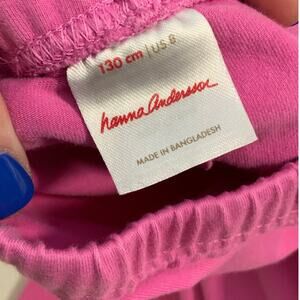 130 cm | US 8
hanna andersson
MADE IN BANGLADESH